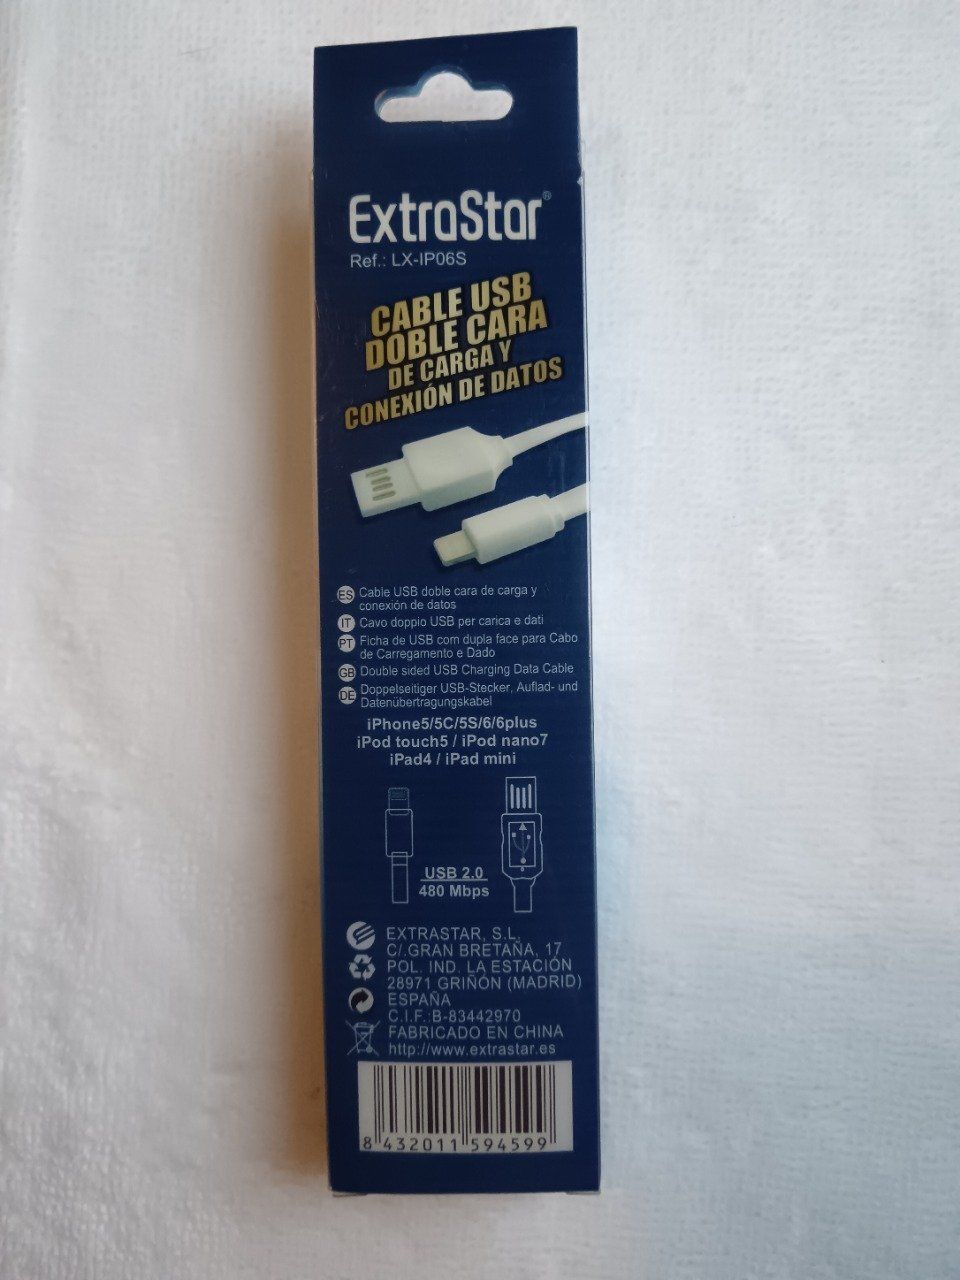 ExtraStar®
Ref.: LX-IP06S
CABLE USB
DOBLE CARA
DE CARGA Y
CONEXIÓN DE DATOS
ES Cable USB doble cara de carga y
conexión de datos
IT Cavo doppio USB per carica e dati
PT Ficha de USB com dupla face para Cabo
de Carregamento e Dado
GB Double sided USB Charging Data Cable
DE Doppelseitiger USB-Stecker, Auflad- und
Datenübertragungskabel
iPhone5/5C/5S/6/6plus
iPod touch5 / iPod nano7
iPad4 / iPad mini
USB 2.0
480 Mbps
EXTRASTAR, S.L.
C/.GRAN BRETAÑA, 17
POL. IND. LA ESTACIÓN
28971 GRIÑÓN (MADRID)
ESPAÑA
C.I.F.:B-83442970
FABRICADO EN CHINA
http://www.extrastar.es
8 432011 594599